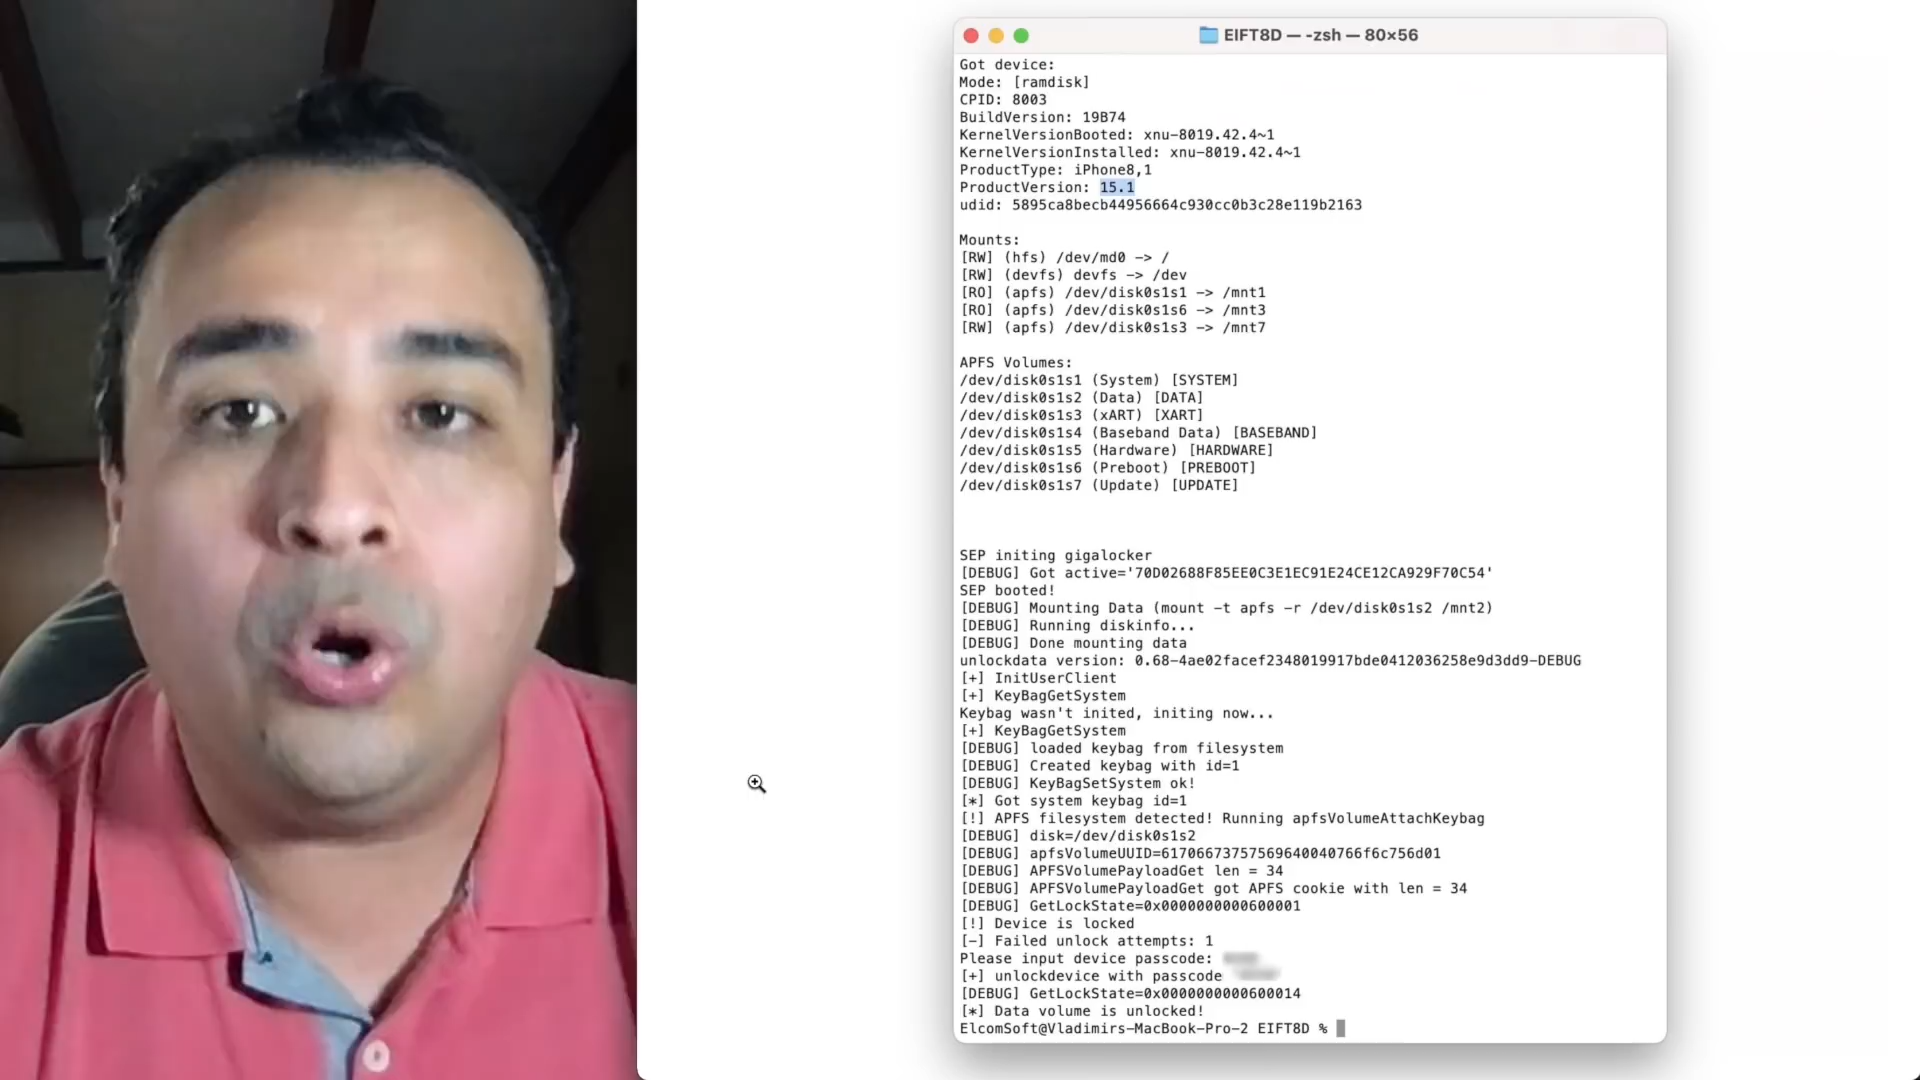 EIFT8D — -zsh — 80×56
Got device:
Mode: [ramdisk]
CPID: 8003
BuildVersion: 19B74
KernelVersionBooted: xnu-8019.42.4~1
KernelVersionInstalled: xnu-8019.42.4~1
ProductType: iPhone8,1
ProductVersion: 15.1
udid: 5895ca8becb44956664c930cc0b3c28e119b2163
Mounts:
[RW] (hfs) /dev/md0 -> /
[RW] (devfs) devfs -> /dev
[RO] (apfs) /dev/disk0s1s1 -> /mnt1
[RO] (apfs) /dev/disk0s1s6 -> /mnt3
[RW] (apfs) /dev/disk0s1s3 -> /mnt7
APFS Volumes:
/dev/disk0s1s1 (System) [SYSTEM]
/dev/disk0s1s2 (Data) [DATA]
/dev/disk0s1s3 (xART) [XART]
/dev/disk0s1s4 (Baseband Data) [BASEBAND]
/dev/disk0s1s5 (Hardware) [HARDWARE]
/dev/disk0s1s6 (Preboot) [PREBOOT]
/dev/disk0s1s7 (Update) [UPDATE]
SEP initing gigalocker
[DEBUG] Got active='70D02688F85EE0C3E1EC91E24CE12CA929F70C54'
SEP booted!
[DEBUG] Mounting Data (mount -t apfs -r /dev/disk0s1s2 /mnt2)
[DEBUG] Running diskinfo...
[DEBUG] Done mounting data
unlockdata version: 0.68-4ae02facef2348019917bde0412036258e9d3dd9-DEBUG
[+] InitUserClient
[+] KeyBagGetSystem
Keybag wasn't inited, initing now...
[+] KeyBagGetSystem
[DEBUG] loaded keybag from filesystem
[DEBUG] Created keybag with id=1
[DEBUG] KeyBagSetSystem ok!
[*] Got system keybag id=1
[!] APFS filesystem detected! Running apfsVolumeAttachKeybag
[DEBUG] disk=/dev/disk0s1s2
[DEBUG] apfsVolumeUUID=61706673757569640040766f6c756d01
[DEBUG] APFSVolumePayloadGet len = 34
[DEBUG] APFSVolumePayloadGet got APFS cookie with len = 34
[DEBUG] GetLockState=0x0000000000600001
[!] Device is locked
[-] Failed unlock attempts: 1
Please input device passcode:
[+] unlockdevice with passcode
[DEBUG] GetLockState=0x0000000000600014
[*] Data volume is unlocked!
ElcomSoft@Vladimirs-MacBook-Pro-2 EIFT8D %